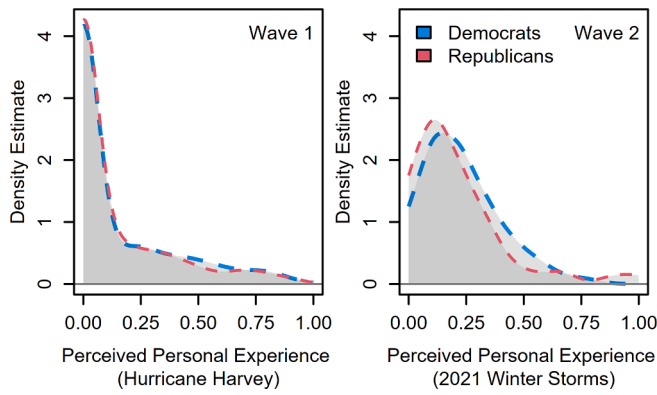 Wave 1
Density Estimate
4
3
2
1
0
0.00 0.25 0.50 0.75 1.00
Perceived Personal Experience
(Hurricane Harvey)
Wave 2
Democrats
Republicans
Density Estimate
4
3
2
1
0
0.00 0.25 0.50 0.75 1.00
Perceived Personal Experience
(2021 Winter Storms)